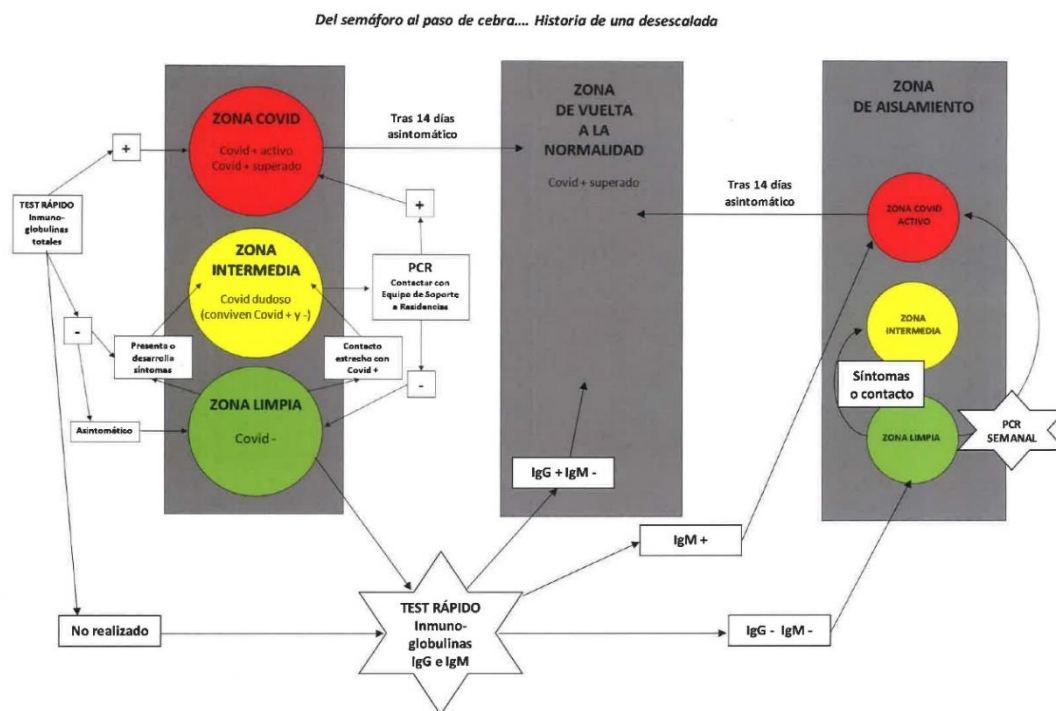 Del semáforo al paso de cebra.... Historia de una desescalada
ZONA COVID
Covid + activo
Covid + superado
+
TEST RÁPIDO
Inmuno-
globulinas
totales
-
Presenta o
desarrolla
síntomas
Asintomático
No realizado
ZONA
INTERMEDIA
Covid dudoso
(conviven Covid + y -)
ZONA LIMPIA
Covid -
Contacto
estrecho con
Covid +
+
PCR
Contactar con
Equipo de Soporte
a Residencias
-
Tras 14 días
asintomático
ZONA
DE VUELTA
A LA
NORMALIDAD
Covid + superado
Tras 14 días
asintomático
ZONA
DE AISLAMIENTO
ZONA COVID
ACTIVO
ZONA
INTERMEDIA
Síntomas
o contacto
ZONA LIMPIA
PCR
SEMANAL
IgG + IgM -
IgM +
IgG - IgM -
TEST RÁPIDO
Inmuno-
globulinas
IgG e IgM